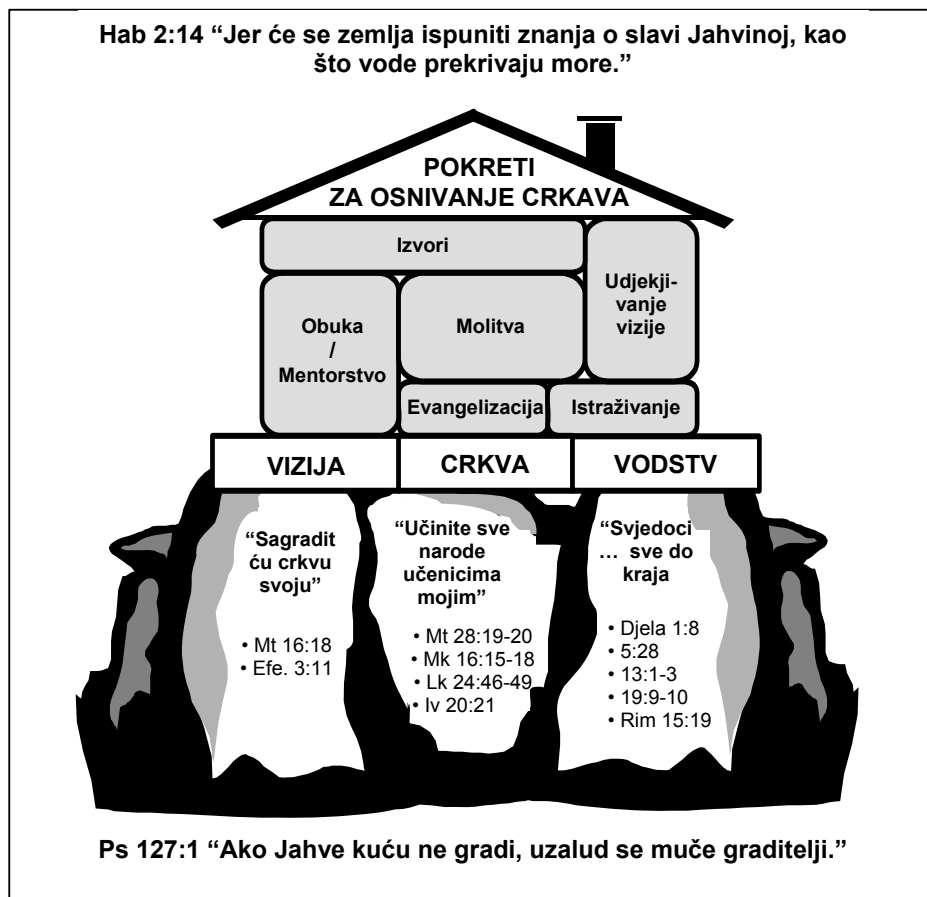 Hab 2:14 “Jer će se zemlja ispuniti znanja o slavi Jahvinoj, kao
što vode prekrivaju more.”
POKRETI
ZA OSNIVANJE CRKAVA
Izvori
Udjekji-
vanje
vizije
Obuka
/
Mentorstvo
Molitva
Evangelizacija
Istraživanje
VIZIJA
CRKVA
VODSTV
“Sagradit
ću crkvu
svoju”
• Mt 16:18
• Efe. 3:11
“Učinite sve
narode
učenicima
mojim”
• Mt 28:19-20
• Mk 16:15-18
• Lk 24:46-49
• Iv 20:21
“Svjedoci
… sve do
kraja
• Djela 1:8
• 5:28
• 13:1-3
• 19:9-10
• Rim 15:19
Ps 127:1 “Ako Jahve kuću ne gradi, uzalud se muče graditelji.”